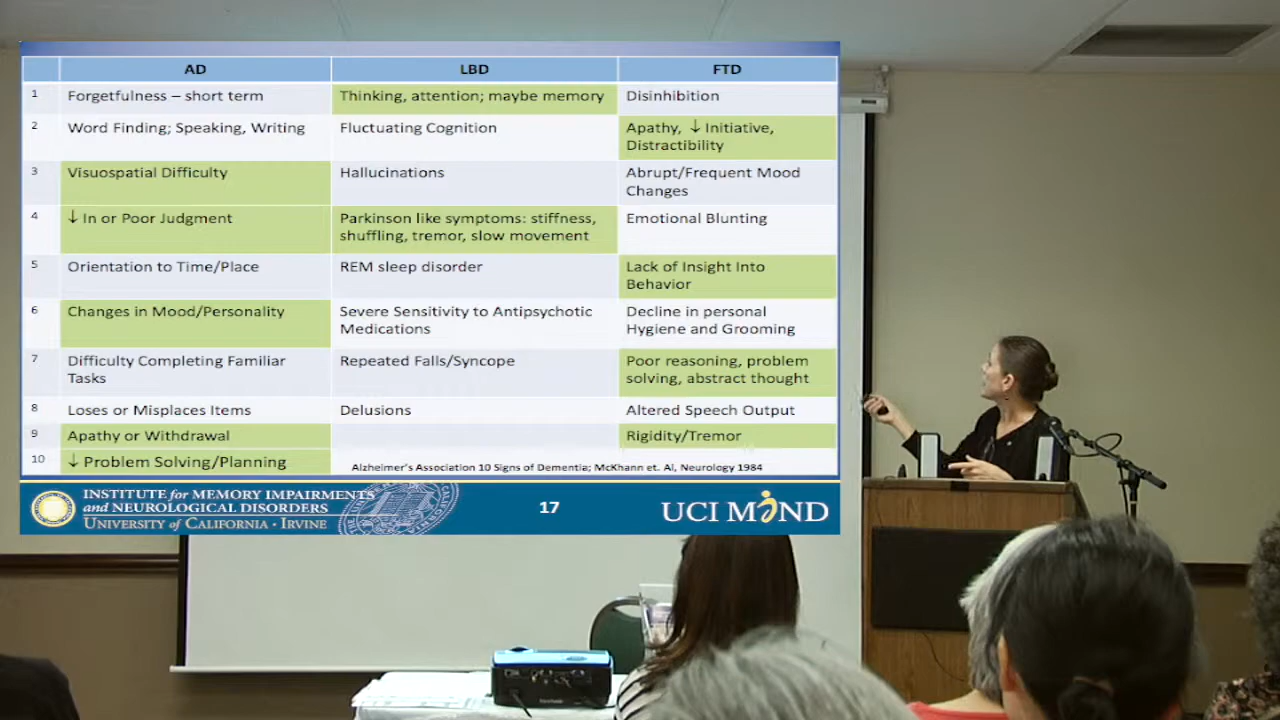 AD LBD FTD
1 Forgetfulness – short term Thinking, attention; maybe memory Disinhibition
2 Word Finding; Speaking, Writing Fluctuating Cognition Apathy, ↓ Initiative,
Distractibility
3 Visuospatial Difficulty Hallucinations Abrupt/Frequent Mood
Changes
4 ↓ In or Poor Judgment Parkinson like symptoms: stiffness, Emotional Blunting
shuffling, tremor, slow movement
5 Orientation to Time/Place REM sleep disorder Lack of Insight Into
Behavior
6 Changes in Mood/Personality Severe Sensitivity to Antipsychotic Decline in personal
Medications Hygiene and Grooming
7 Difficulty Completing Familiar Repeated Falls/Syncope Poor reasoning, problem
Tasks solving, abstract thought
8 Loses or Misplaces Items Delusions Altered Speech Output
9 Apathy or Withdrawal Rigidity/Tremor
10 ↓ Problem Solving/Planning Alzheimer's Association 10 Signs of Dementia; McKhann et. Al, Neurology 1984
INSTITUTE for MEMORY IMPAIRMENTS
and NEUROLOGICAL DISORDERS
UNIVERSITY of CALIFORNIA · IRVINE
17
UCI MIND